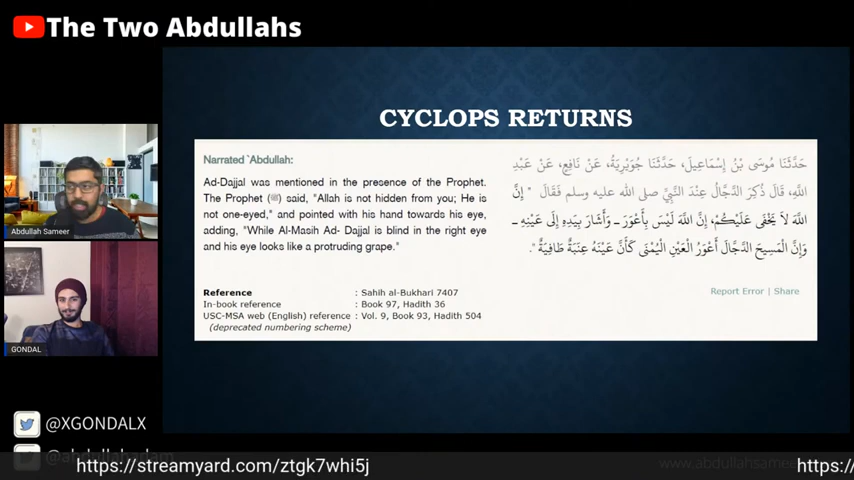 The Two Abdullahs
CYCLOPS RETURNS
Narrated `Abdullah:
Ad-Dajjal was mentioned in the presence of the Prophet.
The Prophet (ﷺ) said, "Allah is not hidden from you; He is
not one-eyed," and pointed with his hand towards his eye,
adding, "While Al-Masih Ad- Dajjal is blind in the right eye
and his eye looks like a protruding grape."
حَدَّثَنَا مُوسَى بْنُ إِسْمَاعِيلَ، حَدَّثَنَا جُوَيْرِيَةُ، عَنْ نَافِعٍ، عَنْ عَبْدِ
اللَّهِ، قَالَ ذُكِرَ الدَّجَّالُ عِنْدَ النَّبِيِّ صلى الله عليه وسلم فَقَالَ ‏"‏ إِنَّ
اللَّهَ لاَ يَخْفَى عَلَيْكُمْ، إِنَّ اللَّهَ لَيْسَ بِأَعْوَرَ ـ وَأَشَارَ بِيَدِهِ إِلَى عَيْنِهِ ـ
وَإِنَّ الْمَسِيحَ الدَّجَّالَ أَعْوَرُ الْعَيْنِ الْيُمْنَى كَأَنَّ عَيْنَهُ عِنَبَةٌ طَافِيَةٌ ‏"‏‏.‏
Reference : Sahih al-Bukhari 7407
In-book reference : Book 97, Hadith 36
USC-MSA web (English) reference : Vol. 9, Book 93, Hadith 504
(deprecated numbering scheme)
Report Error | Share
Abdullah Sameer
GONDAL
@XGONDALX
@abdullahadam
https://streamyard.com/ztgk7whi5j
https:/
www.abdullahsamee